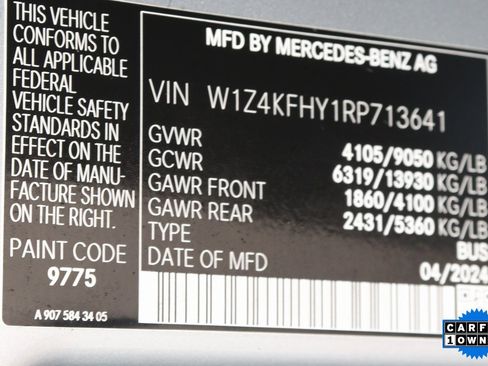 THIS VEHICLE
CONFORMS TO
ALL APPLICABLE
FEDERAL
VEHICLE SAFETY
STANDARDS IN
EFFECT ON THE
DATE OF MANU-
FACTURE SHOWN
ON THE RIGHT.
PAINT CODE
9775
A 907 584 34 05
MFD BY MERCEDES-BENZ AG
VIN W1Z4KFHY1RP713641
GVWR 4105/9050 KG/LB
GCWR 6319/13930 KG/LB
GAWR FRONT 1860/4100 KG/LB
GAWR REAR 2431/5360 KG/LB
TYPE BUS
DATE OF MFD 04/2024
CARF
1 OWN